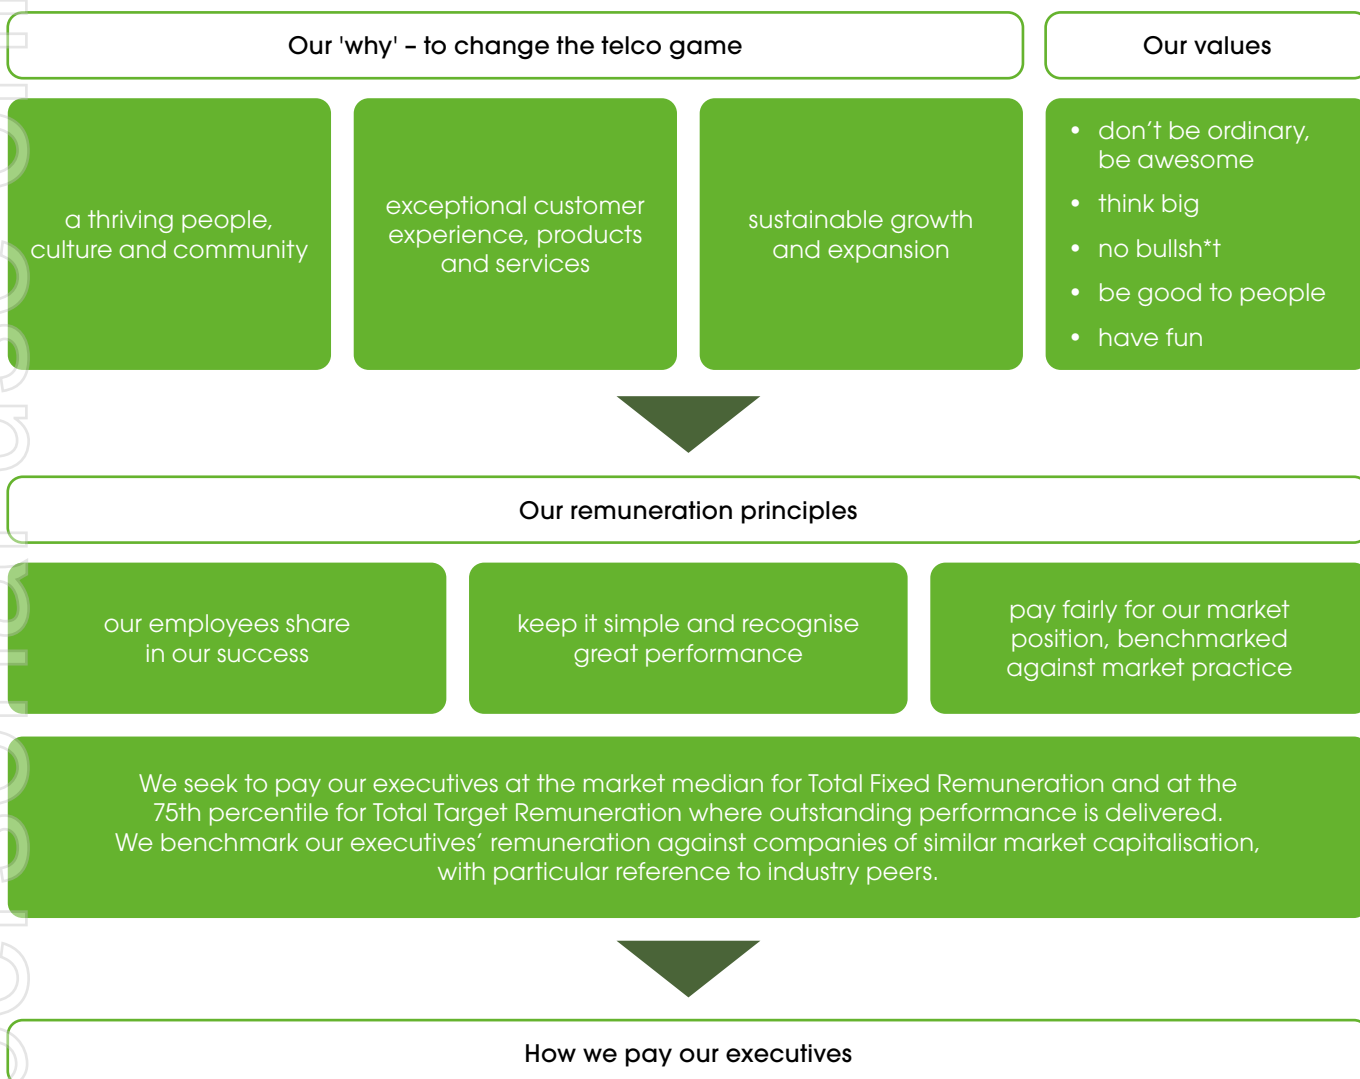 Our 'why' – to change the telco game
Our values
a thriving people,
culture and community
exceptional customer
experience, products
and services
sustainable growth
and expansion
• don't be ordinary,
be awesome
• think big
• no bullsh*t
• be good to people
• have fun
Our remuneration principles
our employees share
in our success
keep it simple and recognise
great performance
pay fairly for our market
position, benchmarked
against market practice
We seek to pay our executives at the market median for Total Fixed Remuneration and at the
75th percentile for Total Target Remuneration where outstanding performance is delivered.
We benchmark our executives' remuneration against companies of similar market capitalisation,
with particular reference to industry peers.
How we pay our executives